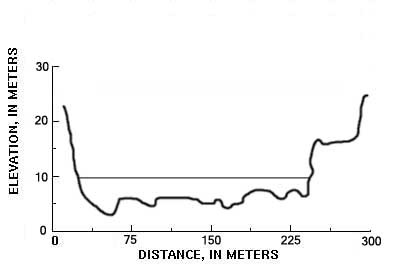 ELEVATION, IN METERS
30
20
10
0
0 75 150 225 300
DISTANCE, IN METERS